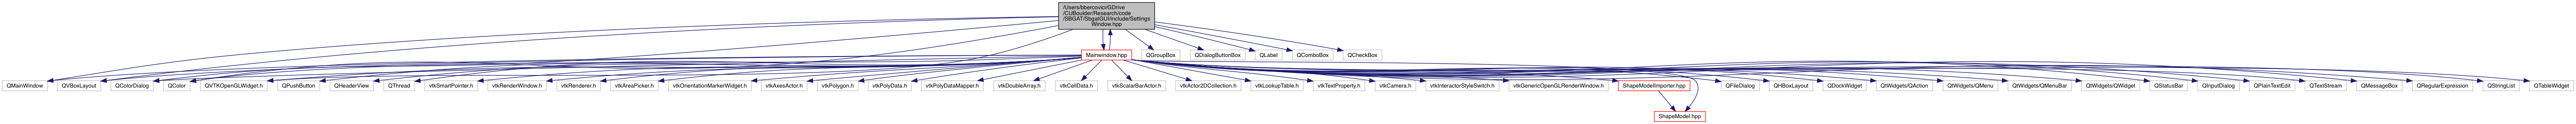 /Users/bbercovici/GDrive
/CUBoulder/Research/code
/SBGAT/SbgatGUI/include/Settings
Window.hpp
Mainwindow.hpp
QGroupBox
QDialogButtonBox
QLabel
QComboBox
QCheckBox
QMainWindow
QVBoxLayout
QColorDialog
QColor
QVTKOpenGLWidget.h
QPushButton
QHeaderView
QThread
vtkSmartPointer.h
vtkRenderWindow.h
vtkRenderer.h
vtkAreaPicker.h
vtkOrientationMarkerWidget.h
vtkAxesActor.h
vtkPolygon.h
vtkPolyData.h
vtkPolyDataMapper.h
vtkDoubleArray.h
vtkCellData.h
vtkScalarBarActor.h
vtkActor2DCollection.h
vtkLookupTable.h
vtkTextProperty.h
vtkCamera.h
vtkInteractorStyleSwitch.h
vtkGenericOpenGLRenderWindow.h
ShapeModelImporter.hpp
QFileDialog
QHBoxLayout
QDockWidget
QtWidgets/QAction
QtWidgets/QMenu
QtWidgets/QMenuBar
QtWidgets/QWidget
QStatusBar
QInputDialog
QPlainTextEdit
QTextStream
QMessageBox
QRegularExpression
QStringList
QTableWidget
ShapeModel.hpp